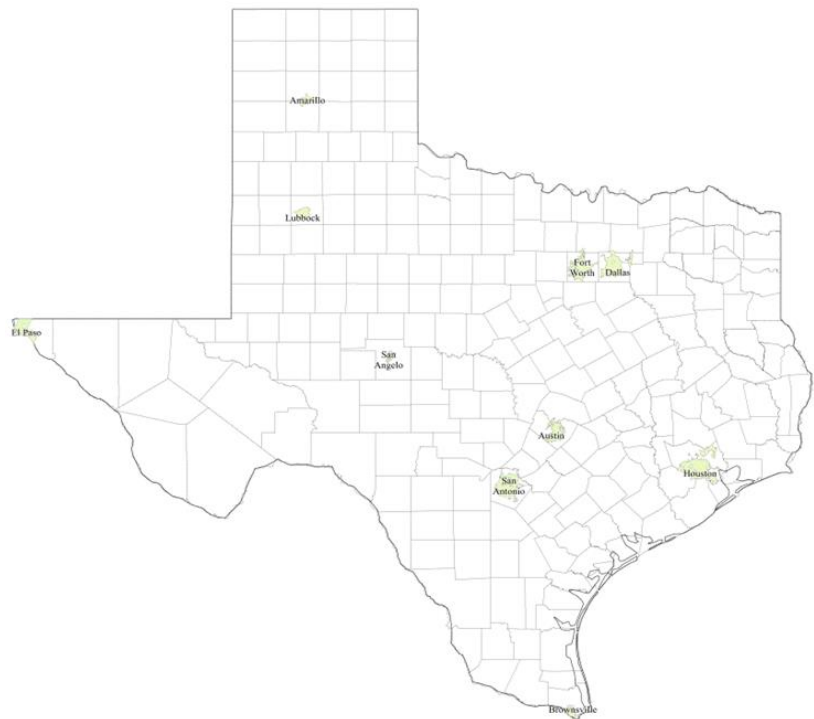 Amarillo
Lubbock
Fort
Worth
Dallas
El Paso
San
Angelo
Austin
Houston
San
Antonio
Brownsville